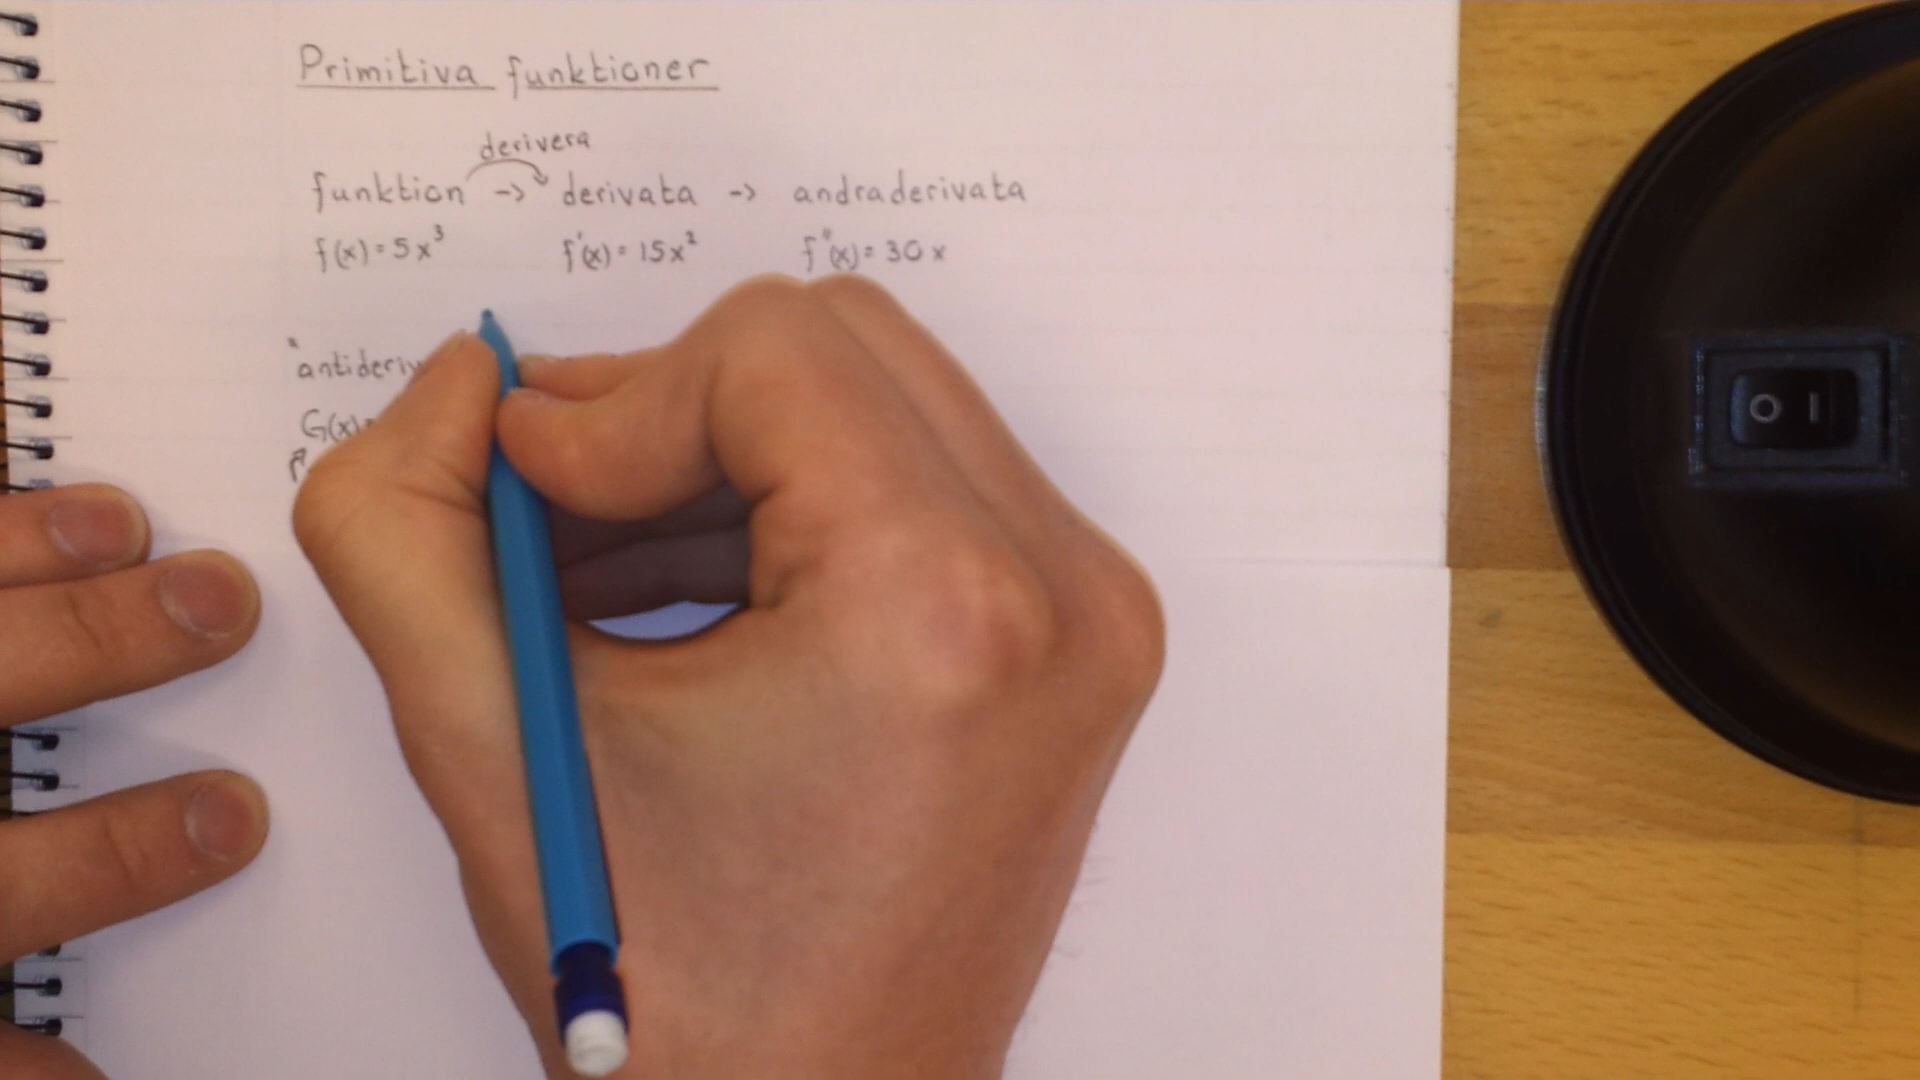 Primitiva funktioner
derivera
funktion -> derivata -> andraderivata
f(x) = 5x³ f'(x) = 15x² f"(x) = 30x
G(x)=
O I